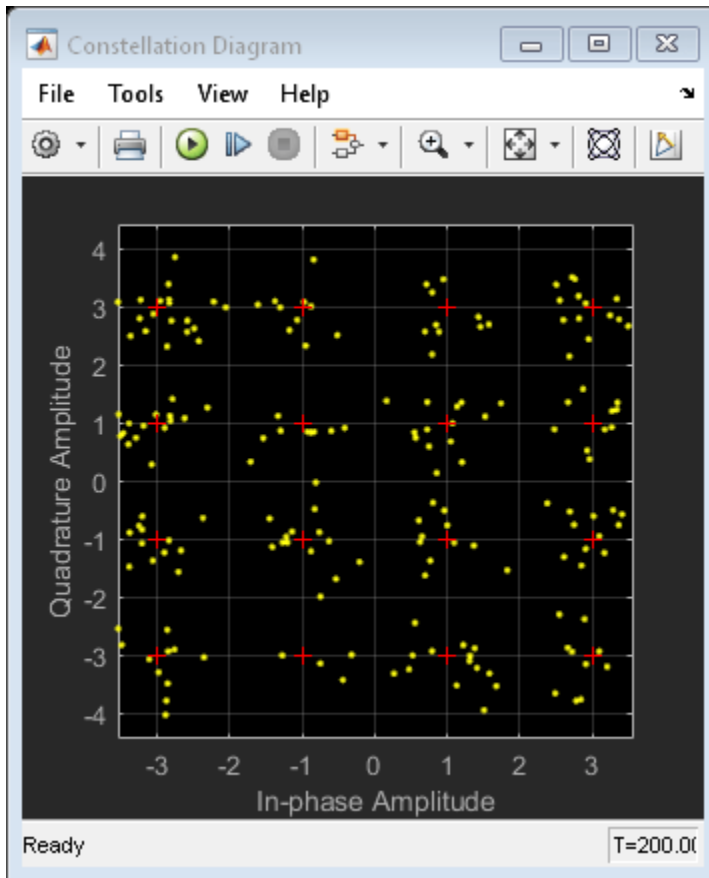 Constellation Diagram
File Tools View Help
4
3
2
1
0
-1
-2
-3
-4
Quadrature Amplitude
-3 -2 -1 0 1 2 3
In-phase Amplitude
Ready T=200.00